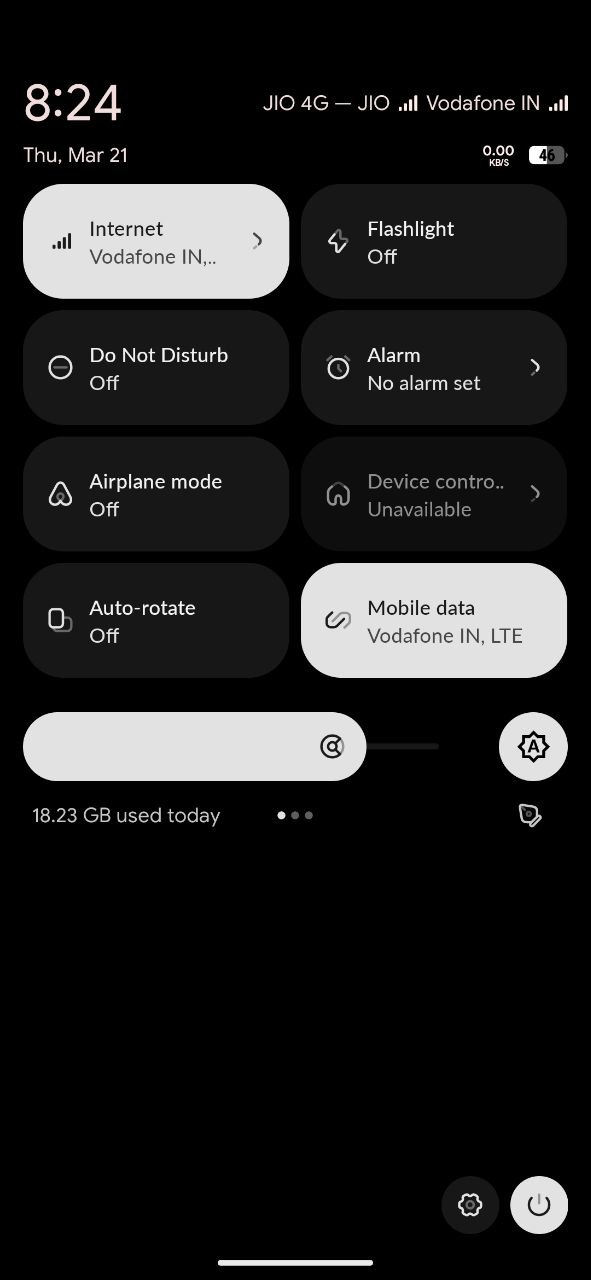 8:24
JIO 4G — JIO Vodafone IN
Thu, Mar 21
0.00
KB/S
46
Internet
Vodafone IN,..
Flashlight
Off
Do Not Disturb
Off
Alarm
No alarm set
Airplane mode
Off
Device contro..
Unavailable
Auto-rotate
Off
Mobile data
Vodafone IN, LTE
A
18.23 GB used today